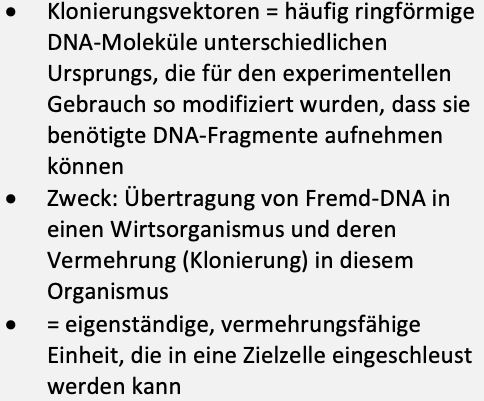 • Klonierungsvektoren = häufig ringförmige
DNA-Moleküle unterschiedlichen
Ursprungs, die für den experimentellen
Gebrauch so modifiziert wurden, dass sie
benötigte DNA-Fragmente aufnehmen
können
• Zweck: Übertragung von Fremd-DNA in
einen Wirtsorganismus und deren
Vermehrung (Klonierung) in diesem
Organismus
• = eigenständige, vermehrungsfähige
Einheit, die in eine Zielzelle eingeschleust
werden kann